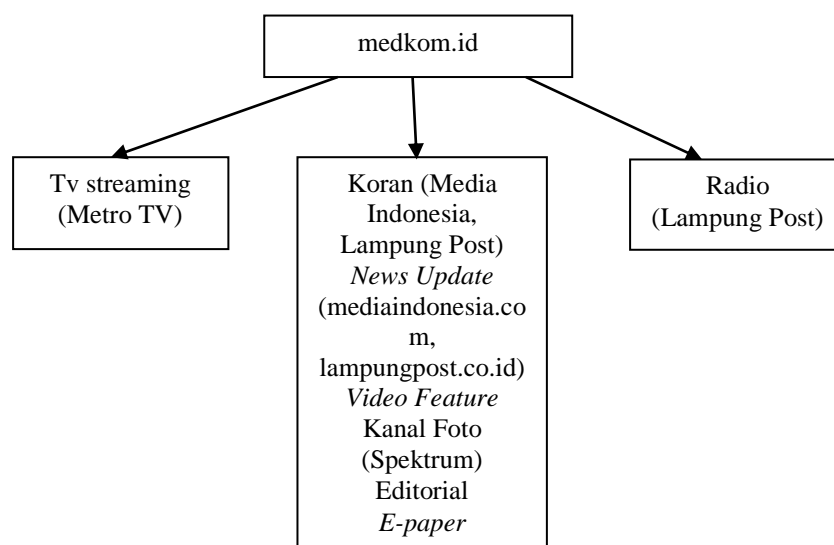 medkom.id
Tv streaming
(Metro TV)
Koran (Media
Indonesia,
Lampung Post)
News Update
(mediaindonesia.co
m,
lampungpost.co.id)
Video Feature
Kanal Foto
(Spektrum)
Editorial
E-paper
Radio
(Lampung Post)